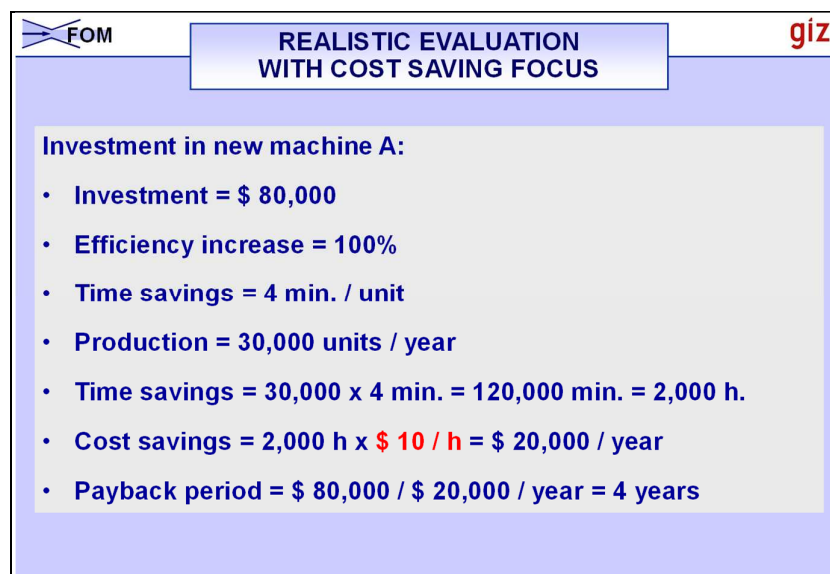 FOM
REALISTIC EVALUATION
WITH COST SAVING FOCUS
giz
Investment in new machine A:
• Investment = $ 80,000
• Efficiency increase = 100%
• Time savings = 4 min. / unit
• Production = 30,000 units / year
• Time savings = 30,000 x 4 min. = 120,000 min. = 2,000 h.
• Cost savings = 2,000 h x $ 10 / h = $ 20,000 / year
• Payback period = $ 80,000 / $ 20,000 / year = 4 years